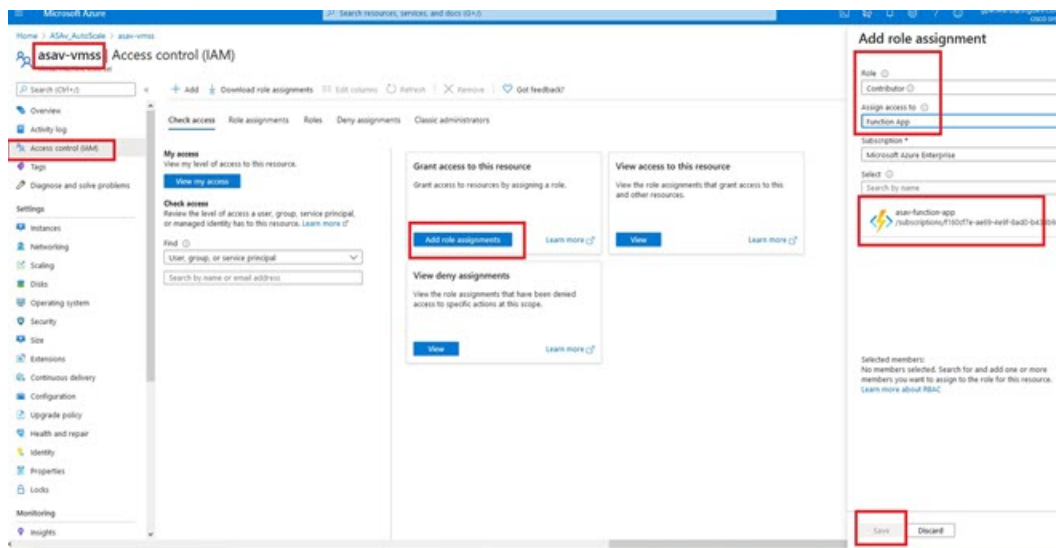 Microsoft Azure
Search resources, services, and docs (G+/)
Home > ASAv_AutoScale > asav-vmss
asav-vmss | Access control (IAM)
Search (Ctrl+/)
Overview
Activity log
Access control (IAM)
Tags
Diagnose and solve problems
Settings
Instances
Networking
Scaling
Disks
Operating system
Security
Size
Extensions
Continuous delivery
Configuration
Upgrade policy
Health and repair
Identity
Properties
Locks
Monitoring
Insights
Add
Download role assignments
Edit columns
Refresh
Remove
Got feedback?
Check access
Role assignments
Roles
Deny assignments
Classic administrators
My access
View my level of access to this resource.
View my access
Check access
Review the level of access a user, group, service principal,
or managed identity has to this resource. Learn more
Find
User, group, or service principal
Search by name or email address
Grant access to this resource
Grant access to resources by assigning a role.
Add role assignments
Learn more
View access to this resource
View the role assignments that grant access to this
and other resources.
View
Learn more
View deny assignments
View the role assignments that have been denied
access to specific actions at this scope.
View
Learn more
Add role assignment
Role
Contributor
Assign access to
Function App
Subscription *
Microsoft Azure Enterprise
Select
Search by name
asav-function-app
Selected members:
No members selected. Search for and add one or more
members you want to assign to the role for this resource.
Learn more about RBAC
Save
Discard